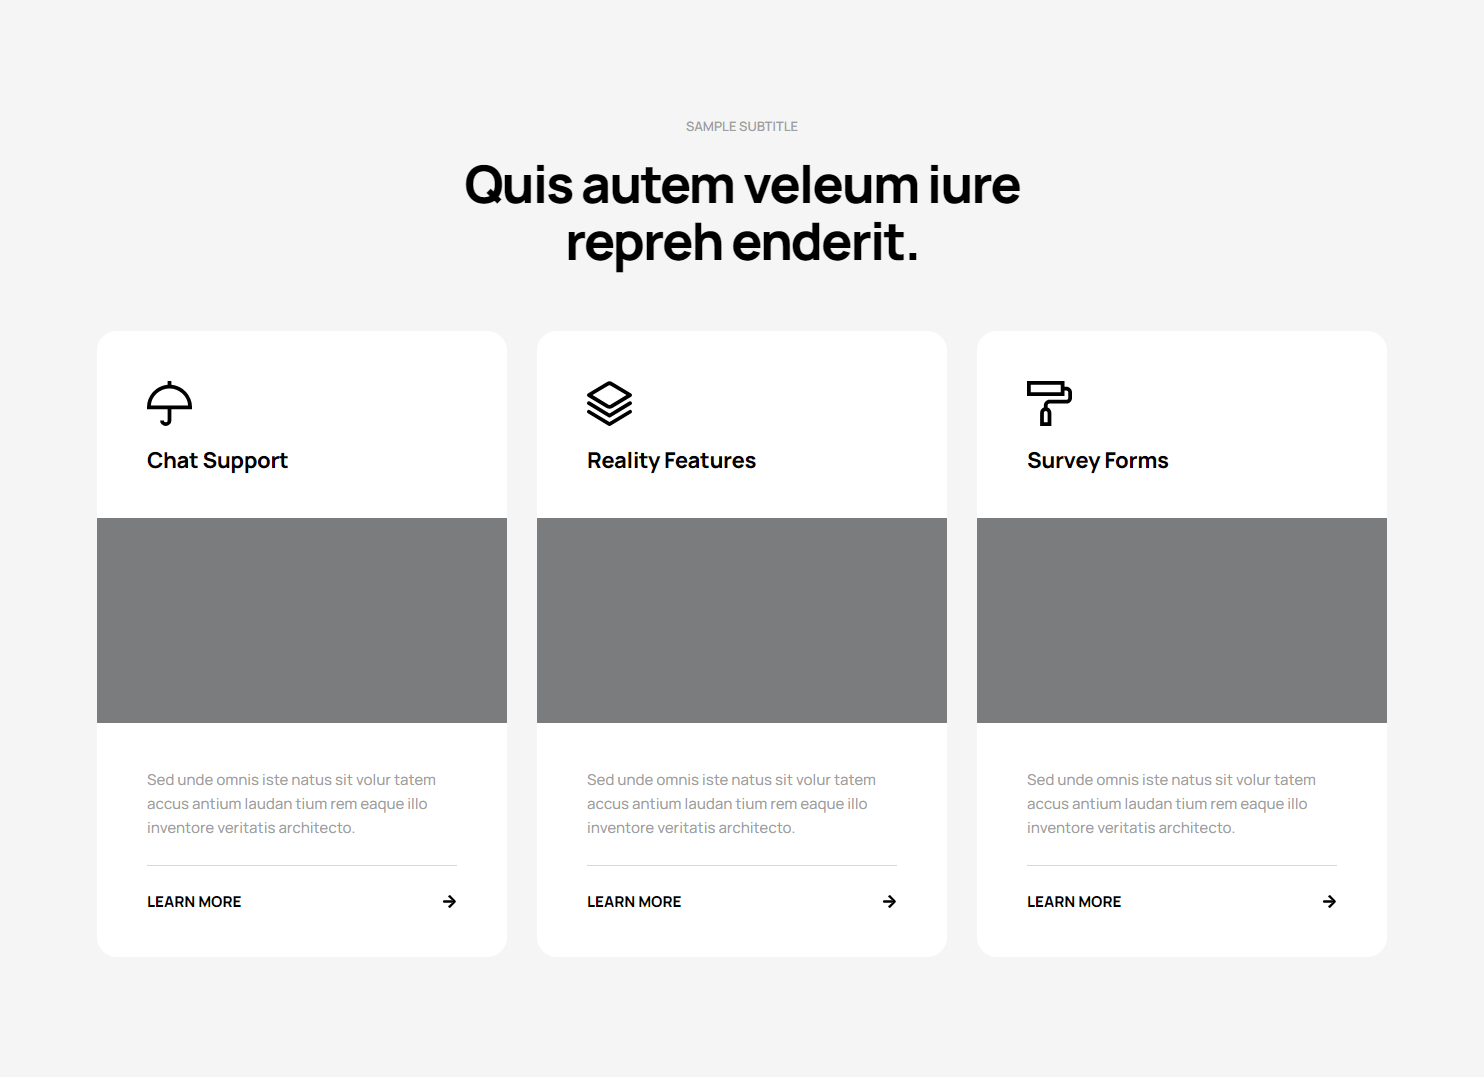 SAMPLE SUBTITLE
Quis autem veleum iure
repreh enderit.
Chat Support
Reality Features
Survey Forms
Sed unde omnis iste natus sit volur tatem
accus antium laudan tium rem eaque illo
inventore veritatis architecto.
LEARN MORE
Sed unde omnis iste natus sit volur tatem
accus antium laudan tium rem eaque illo
inventore veritatis architecto.
LEARN MORE
Sed unde omnis iste natus sit volur tatem
accus antium laudan tium rem eaque illo
inventore veritatis architecto.
LEARN MORE